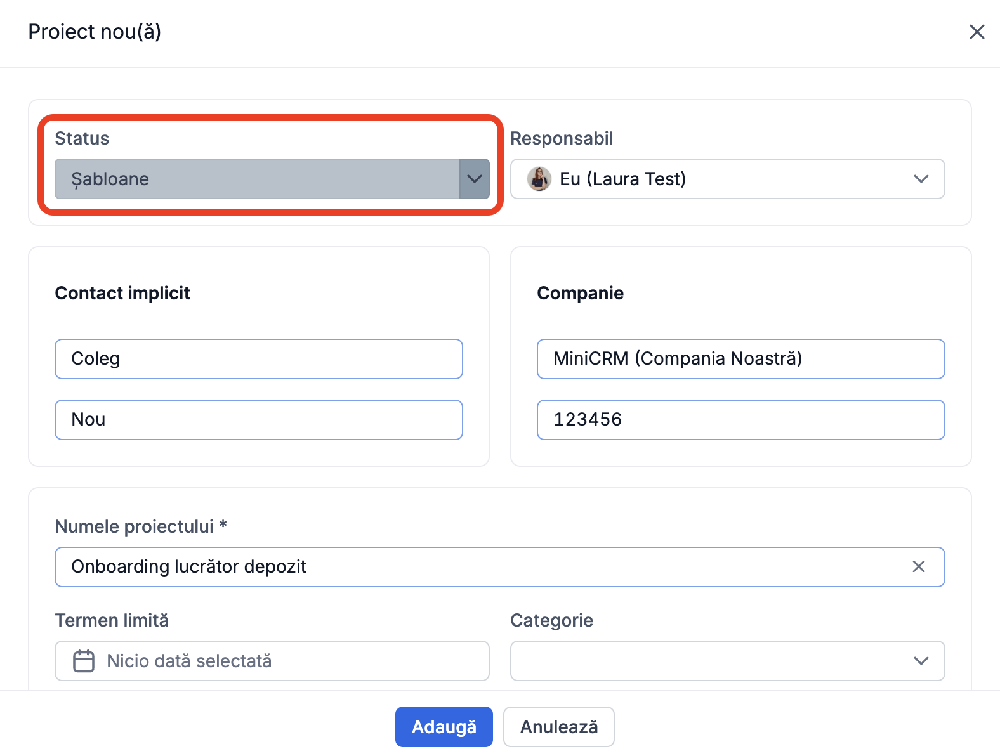 Proiect nou(ă)
Status
Responsabil
Șabloane
Eu (Laura Test)
Contact implicit
Companie
Coleg
MiniCRM (Compania Noastră)
Nou
123456
Numele proiectului *
Onboarding lucrător depozit
Termen limită
Categorie
Nicio dată selectată
Adaugă
Anulează